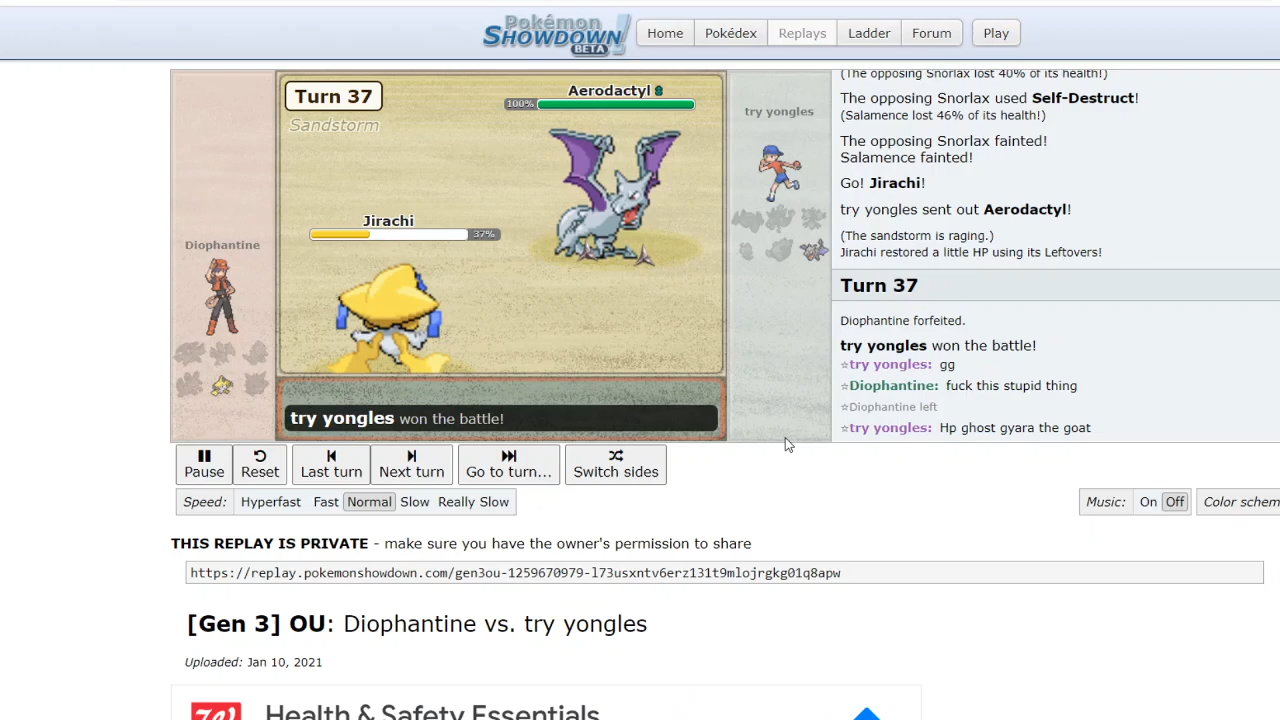 Pokémon
SHOWDOWN!
BETA
Home
Pokédex
Replays
Ladder
Forum
Play
Turn 37
Sandstorm
Aerodactyl
100%
Jirachi
37%
Diophantine
try yongles
try yongles won the battle!
(The opposing Snorlax lost 40% of its health!)
The opposing Snorlax used Self-Destruct!
(Salamence lost 46% of its health!)
The opposing Snorlax fainted!
Salamence fainted!
Go! Jirachi!
try yongles sent out Aerodactyl!
(The sandstorm is raging.)
Jirachi restored a little HP using its Leftovers!
Turn 37
Diophantine forfeited.
try yongles won the battle!
☆try yongles: gg
☆Diophantine: fuck this stupid thing
☆Diophantine left
☆try yongles: Hp ghost gyara the goat
Pause
Reset
Last turn
Next turn
Go to turn...
Switch sides
Speed: Hyperfast Fast Normal Slow Really Slow
Music: On Off
Color schem
THIS REPLAY IS PRIVATE - make sure you have the owner's permission to share
https://replay.pokemonshowdown.com/gen3ou-1259670979-l73usxntv6erz131t9mlojrgkg01q8apw
[Gen 3] OU: Diophantine vs. try yongles
Uploaded: Jan 10, 2021
Health & Safety Essentials